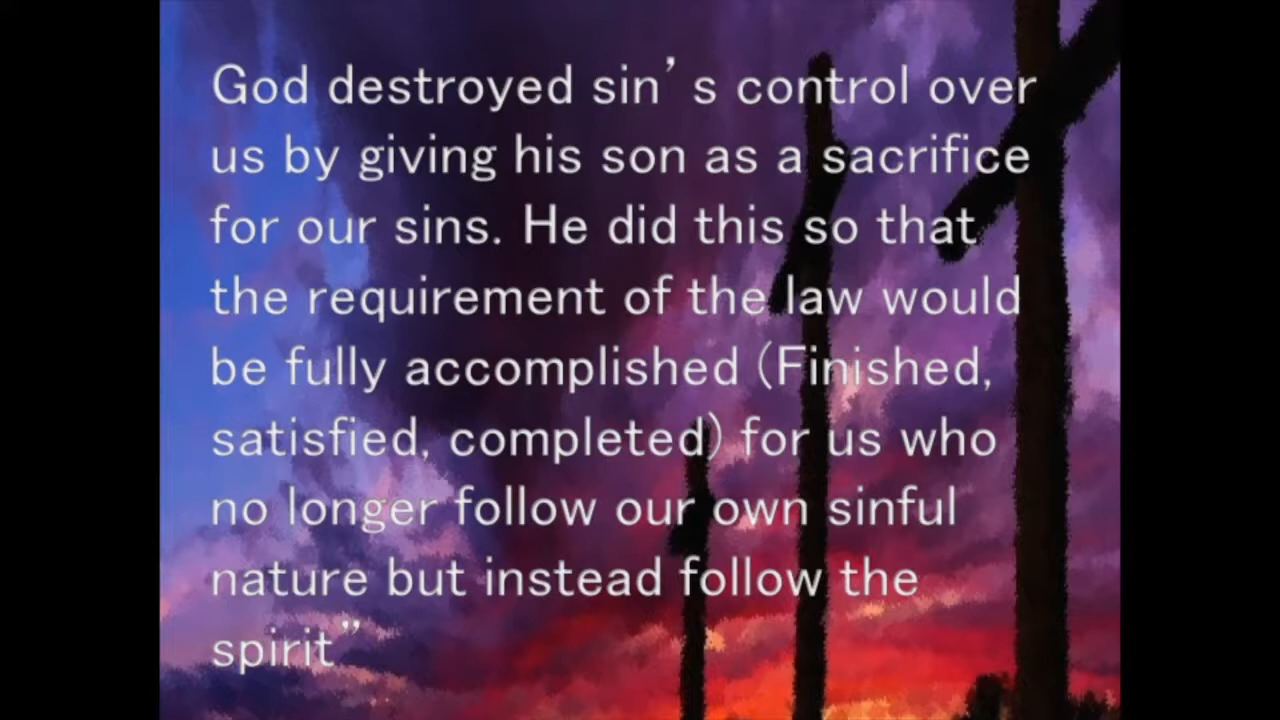 God destroyed sin’s control over
us by giving his son as a sacrifice
for our sins. He did this so that
the requirement of the law would
be fully accomplished (Finished,
satisfied, completed) for us who
no longer follow our own sinful
nature but instead follow the
spirit”